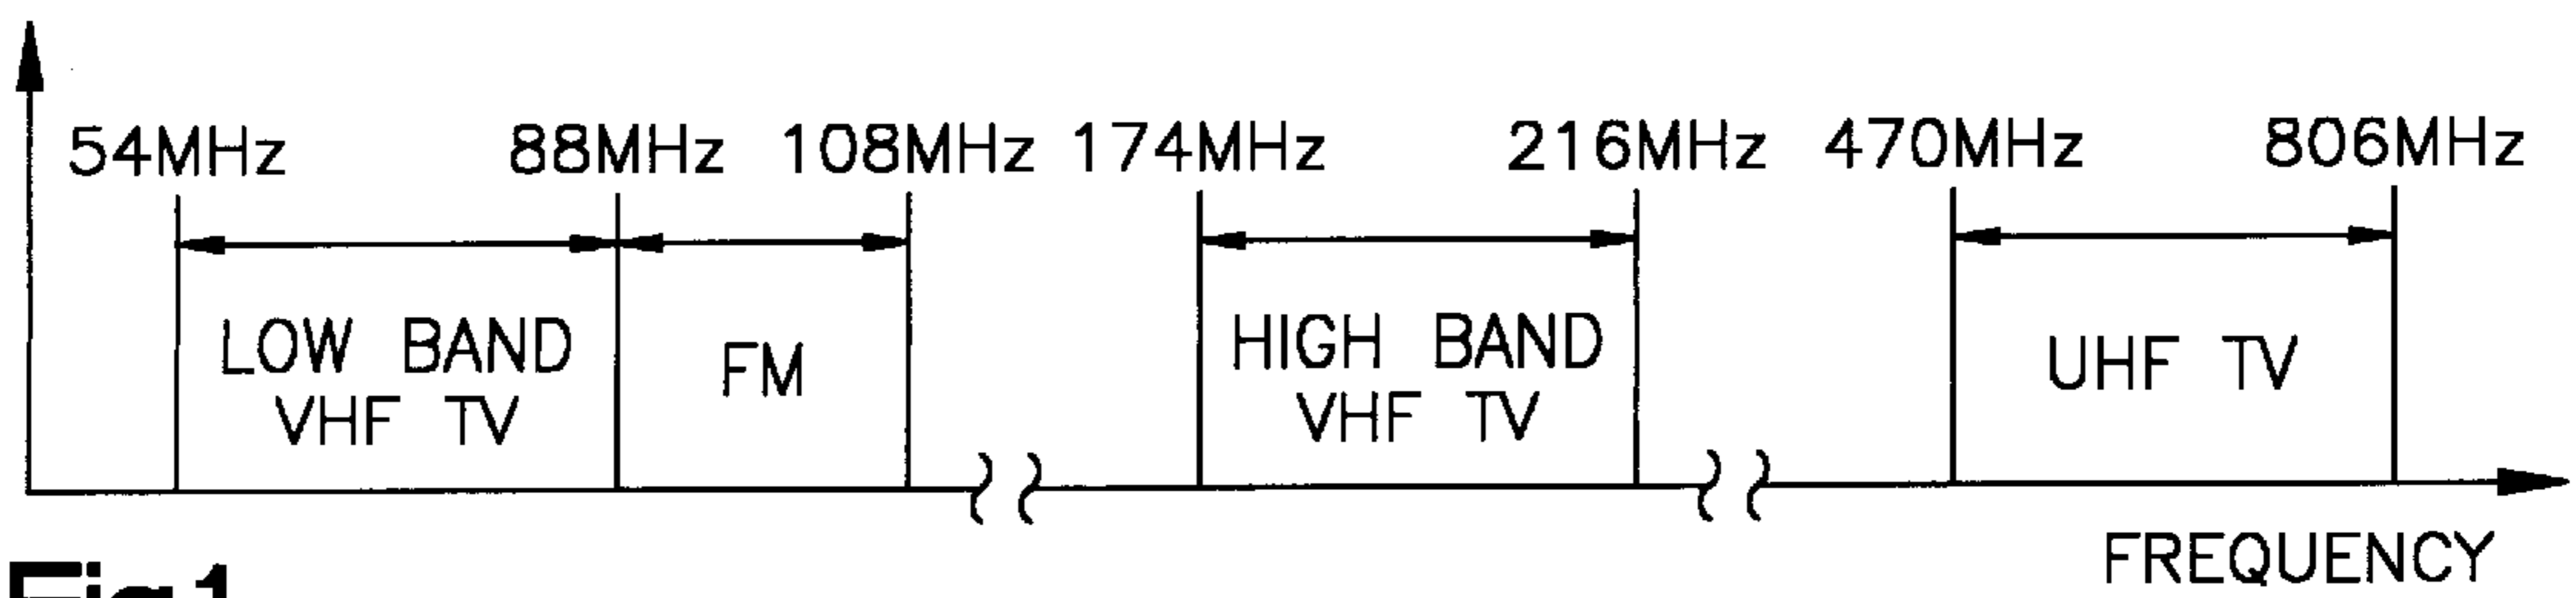 54MHz 88MHz 108MHz 174MHz 216MHz 470MHz 806MHz
LOW BAND
VHF TV
FM
HIGH BAND
VHF TV
UHF TV
FREQUENCY
Fig1